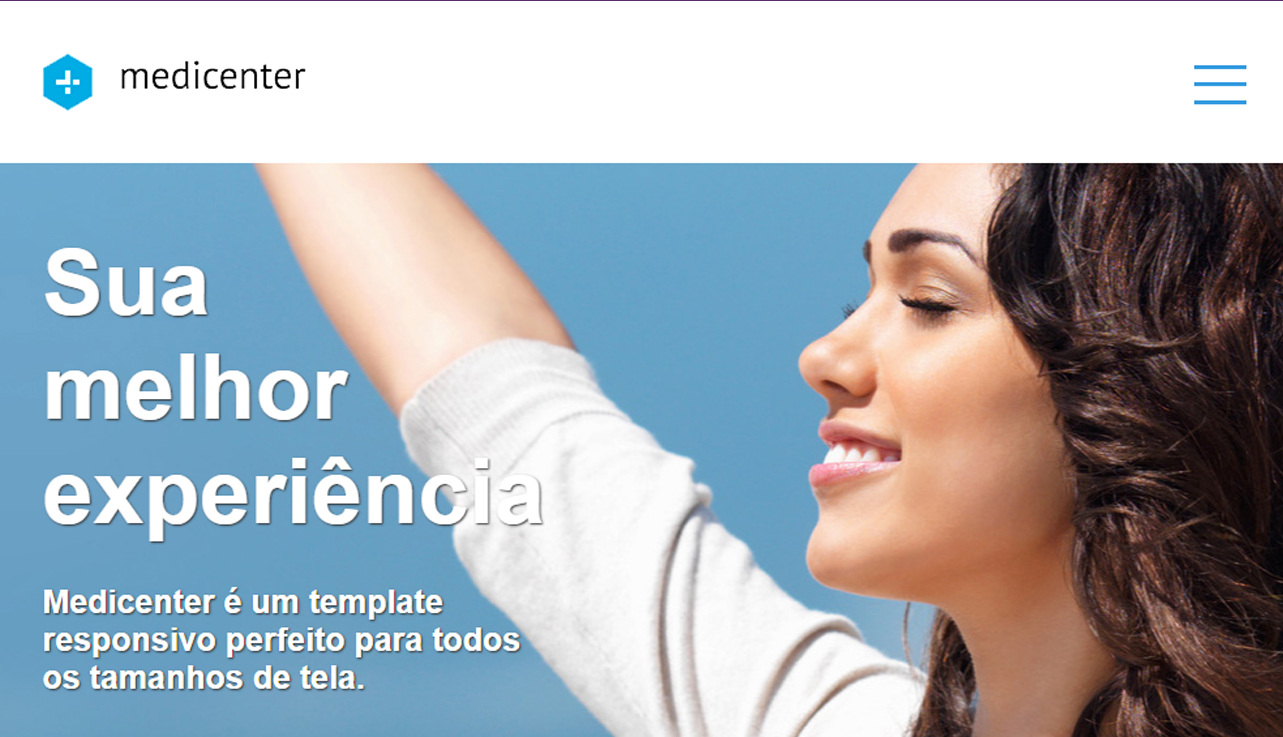 medicenter
Sua
melhor
experiência
Medicenter é um template
responsivo perfeito para todos
os tamanhos de tela.